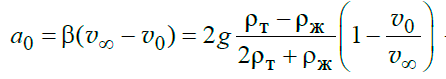 a₀ = β(v∞ − v₀) = 2g (ρт − ρж)/(2ρт + ρж) (1 − v₀/v∞)